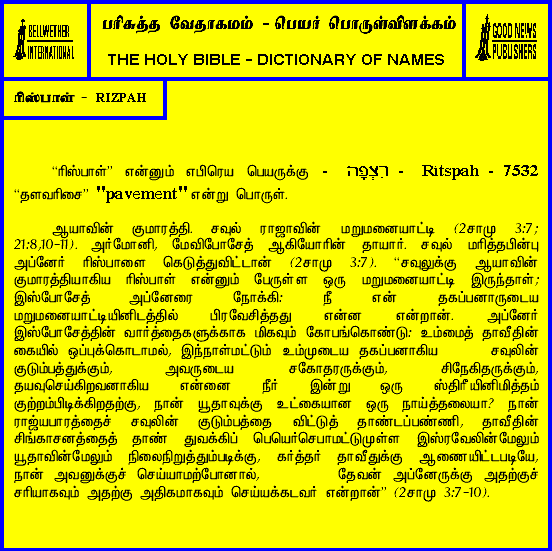 BELLWETHER
INTERNATIONAL
பரிசுத்த வேதாகமம் - பெயர் பொருள்விளக்கம்
THE HOLY BIBLE - DICTIONARY OF NAMES
GOOD NEWS
PUBLISHERS
ரிஸ்பாள் - RIZPAH
“ரிஸ்பாள்” என்னும் எபிரெய பெயருக்கு - רִצְפָּה - Ritspah - 7532
“தளவரிசை” "pavement" என்று பொருள்.
ஆயாவின் குமாரத்தி. சவுல் ராஜாவின் மறுமனையாட்டி (2சாமு 3:7;
21:8,10-11). அர்மோனி, மேவிபோசேத் ஆகியோரின் தாயார். சவுல் மரித்தபின்பு
அப்னேர் ரிஸ்பாளை கெடுத்துவிட்டான் (2சாமு 3:7). “சவுலுக்கு ஆயாவின்
குமாரத்தியாகிய ரிஸ்பாள் என்னும் பேருள்ள ஒரு மறுமனையாட்டி இருந்தாள்;
இஸ்போசேத் அப்னேரை நோக்கி: நீ என் தகப்பனாருடைய
மறுமனையாட்டியினிடத்தில் பிரவேசித்தது என்ன என்றான். அப்னேர்
இஸ்போசேத்தின் வார்த்தைகளுக்காக மிகவும் கோபங்கொண்டு: உம்மைத் தாவீதின்
கையில் ஒப்புக்கொடாமல், இந்நாள்மட்டும் உம்முடைய தகப்பனாகிய சவுலின்
குடும்பத்துக்கும், அவருடைய சகோதரருக்கும், சிநேகிதருக்கும்,
தயவுசெய்கிறவனாகிய என்னை நீர் இன்று ஒரு ஸ்திரீயினிமித்தம்
குற்றம்பிடிக்கிறதற்கு, நான் யூதாவுக்கு உட்கையான ஒரு நாய்த்தலையா? நான்
ராஜ்யபாரத்தைச் சவுலின் குடும்பத்தை விட்டுத் தாண்டப்பண்ணி, தாவீதின்
சிங்காசனத்தைத் தாண் துவக்கிப் பெயெர்செபாமட்டுமுள்ள இஸ்ரவேலின்மேலும்
யூதாவின்மேலும் நிலைநிறுத்தும்படிக்கு, கர்த்தர் தாவீதுக்கு ஆணையிட்டபடியே,
நான் அவனுக்குச் செய்யாமற்போனால், தேவன் அப்னேருக்கு அதற்குச்
சரியாகவும் அதற்கு அதிகமாகவும் செய்யக்கடவர் என்றான்” (2சாமு 3:7-10).